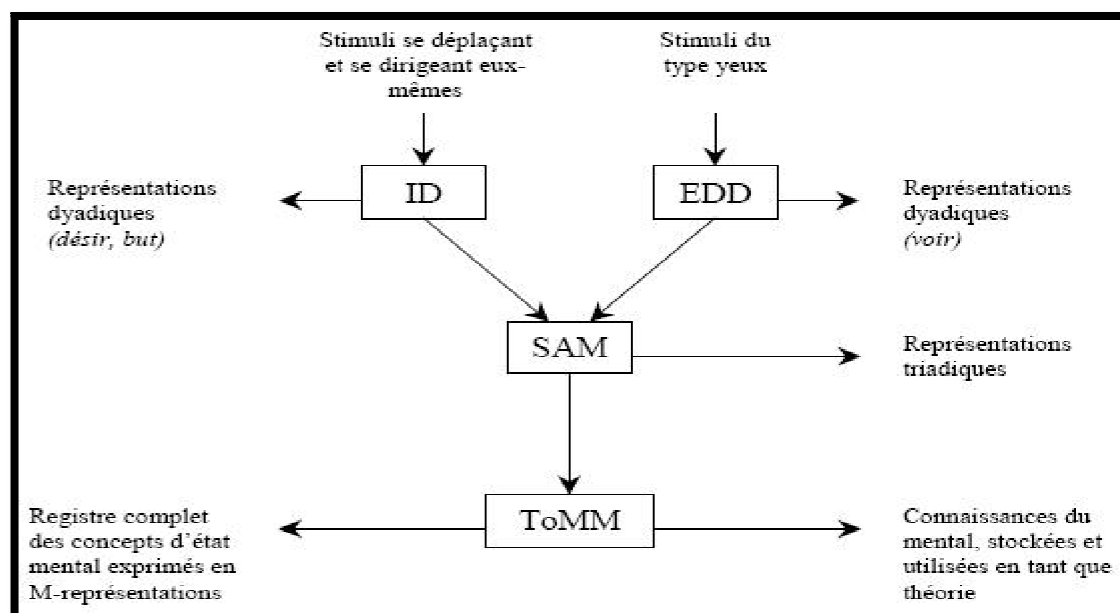 Stimuli se déplaçant
et se dirigeant eux-
mêmes
Stimuli du
type yeux
ID
EDD
Représentations
dyadiques
(désir, but)
Représentations
dyadiques
(voir)
SAM
Représentations
triadiques
ToMM
Registre complet
des concepts d'état
mental exprimés en
M-représentations
Connaissances du
mental, stockées et
utilisées en tant que
théorie